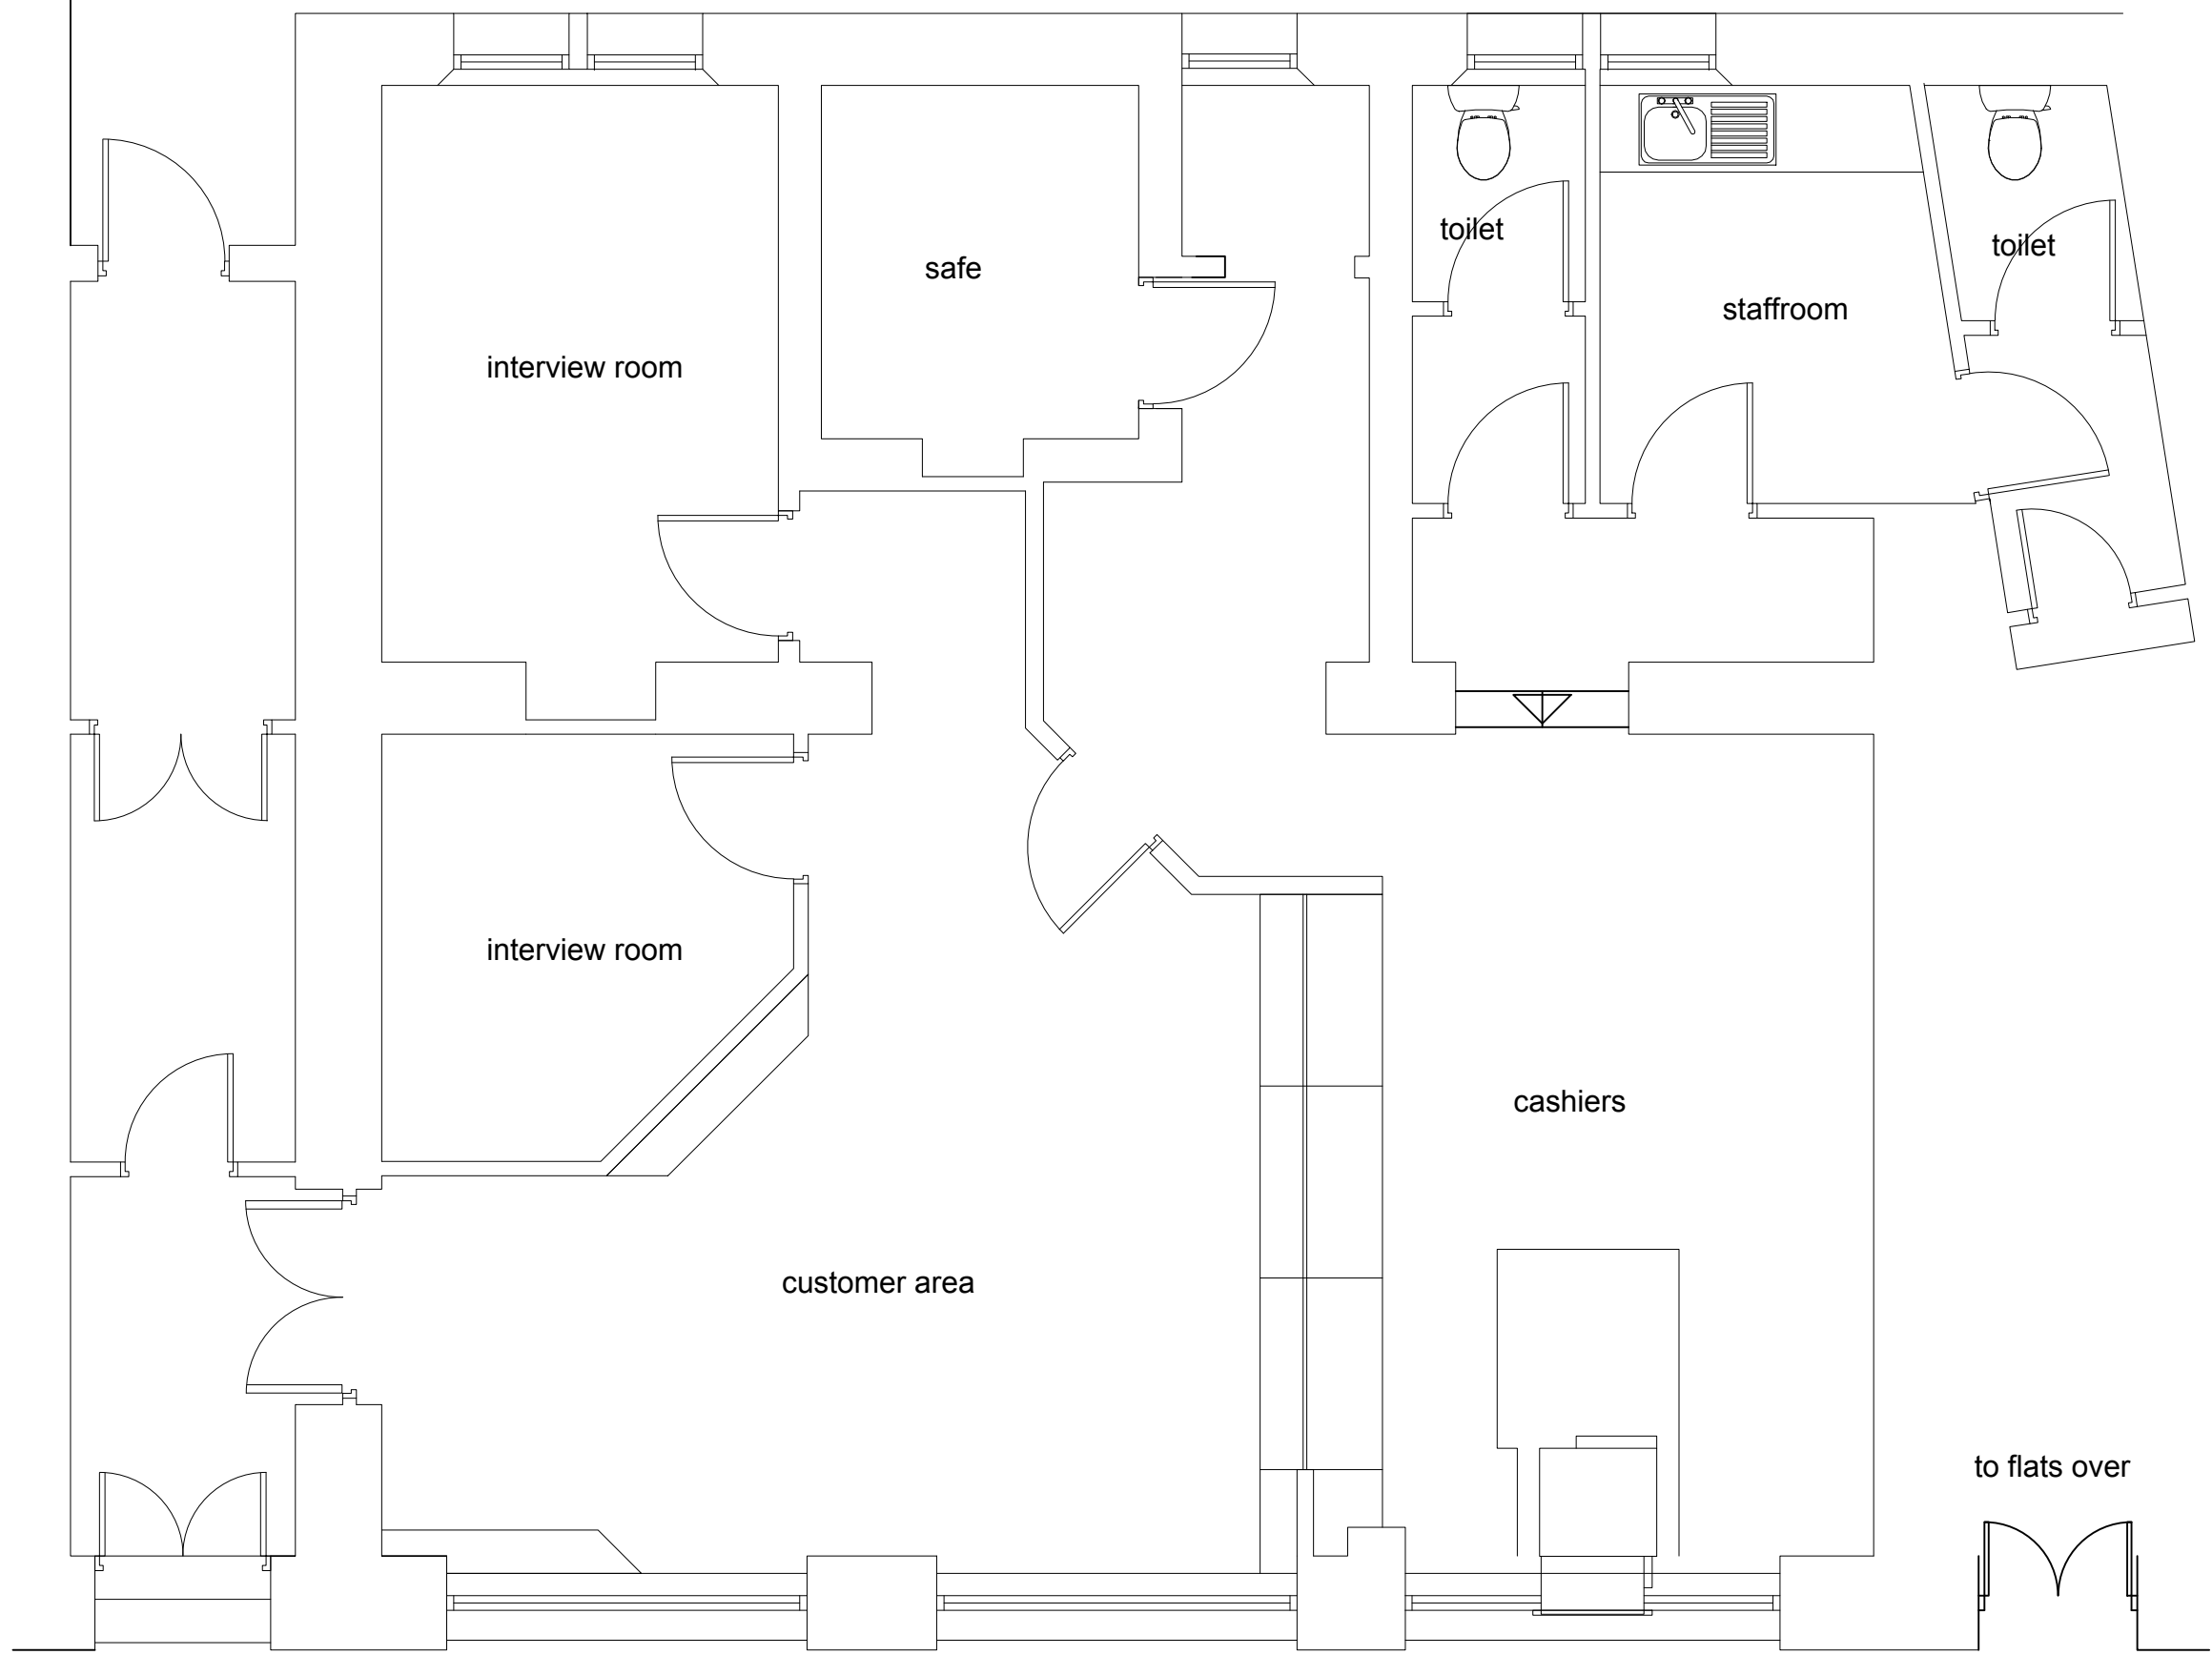 toilet
toilet
safe
staffroom
interview room
interview room
cashiers
customer area
to flats over